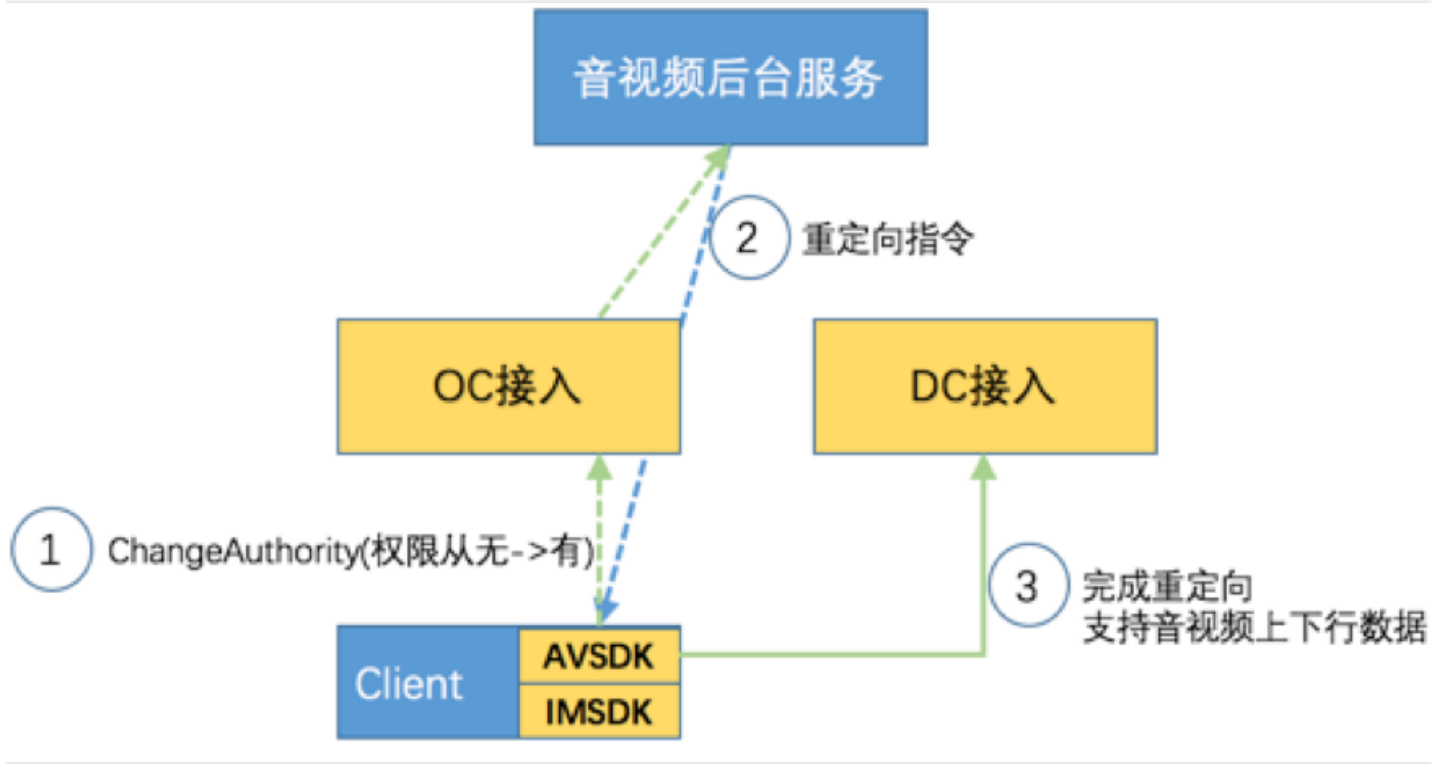 音视频后台服务
2 重定向指令
OC接入
DC接入
1 ChangeAuthority(权限从无->有)
3 完成重定向
支持音视频上下行数据
Client
AVSDK
IMSDK